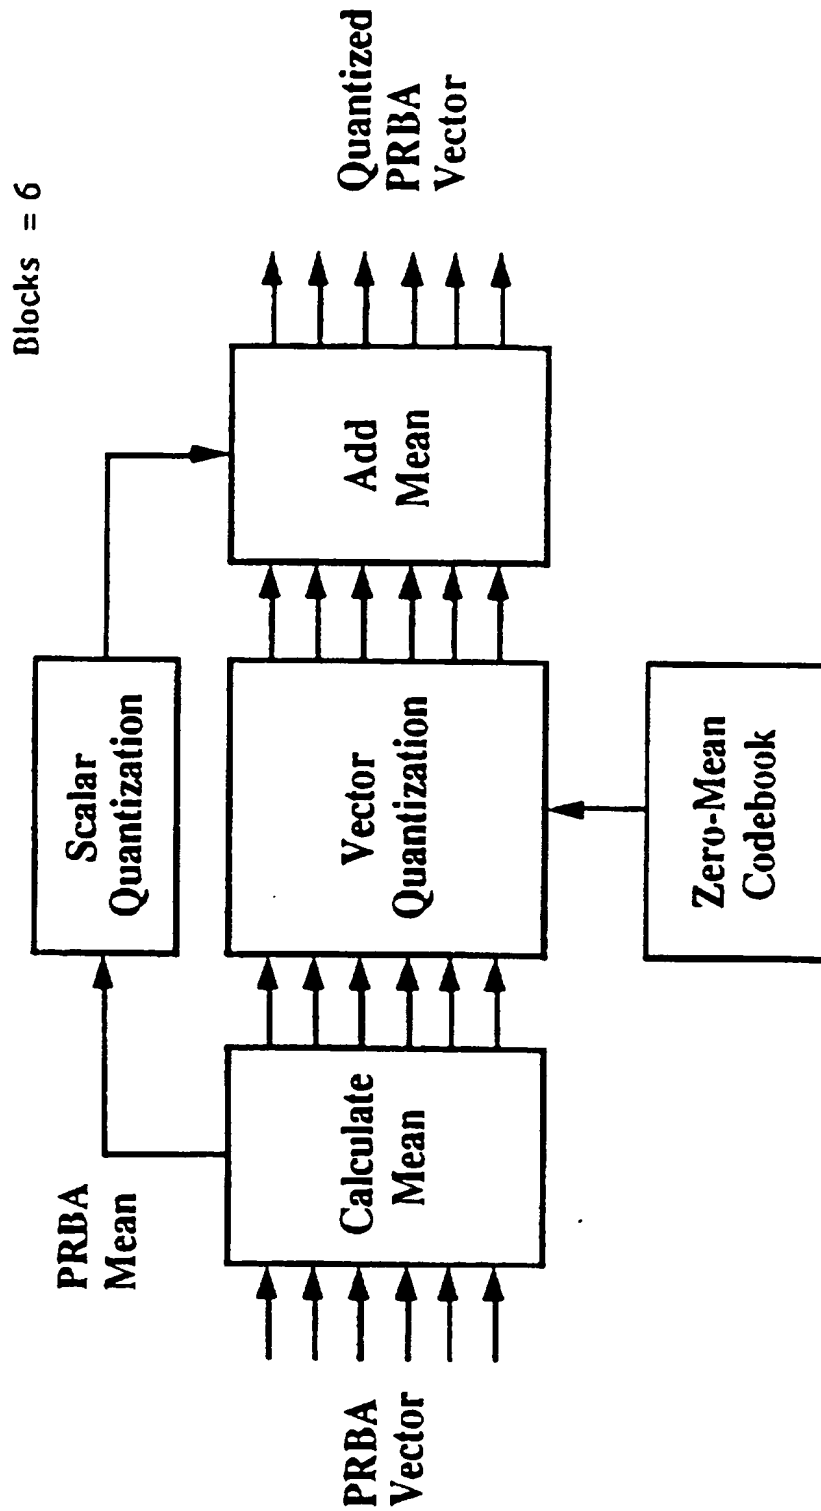 Blocks = 6
PRBA
Mean
Scalar
Quantization
PRBA
Vector
Calculate
Mean
Vector
Quantization
Add
Mean
Quantized
PRBA
Vector
Zero-Mean
Codebook